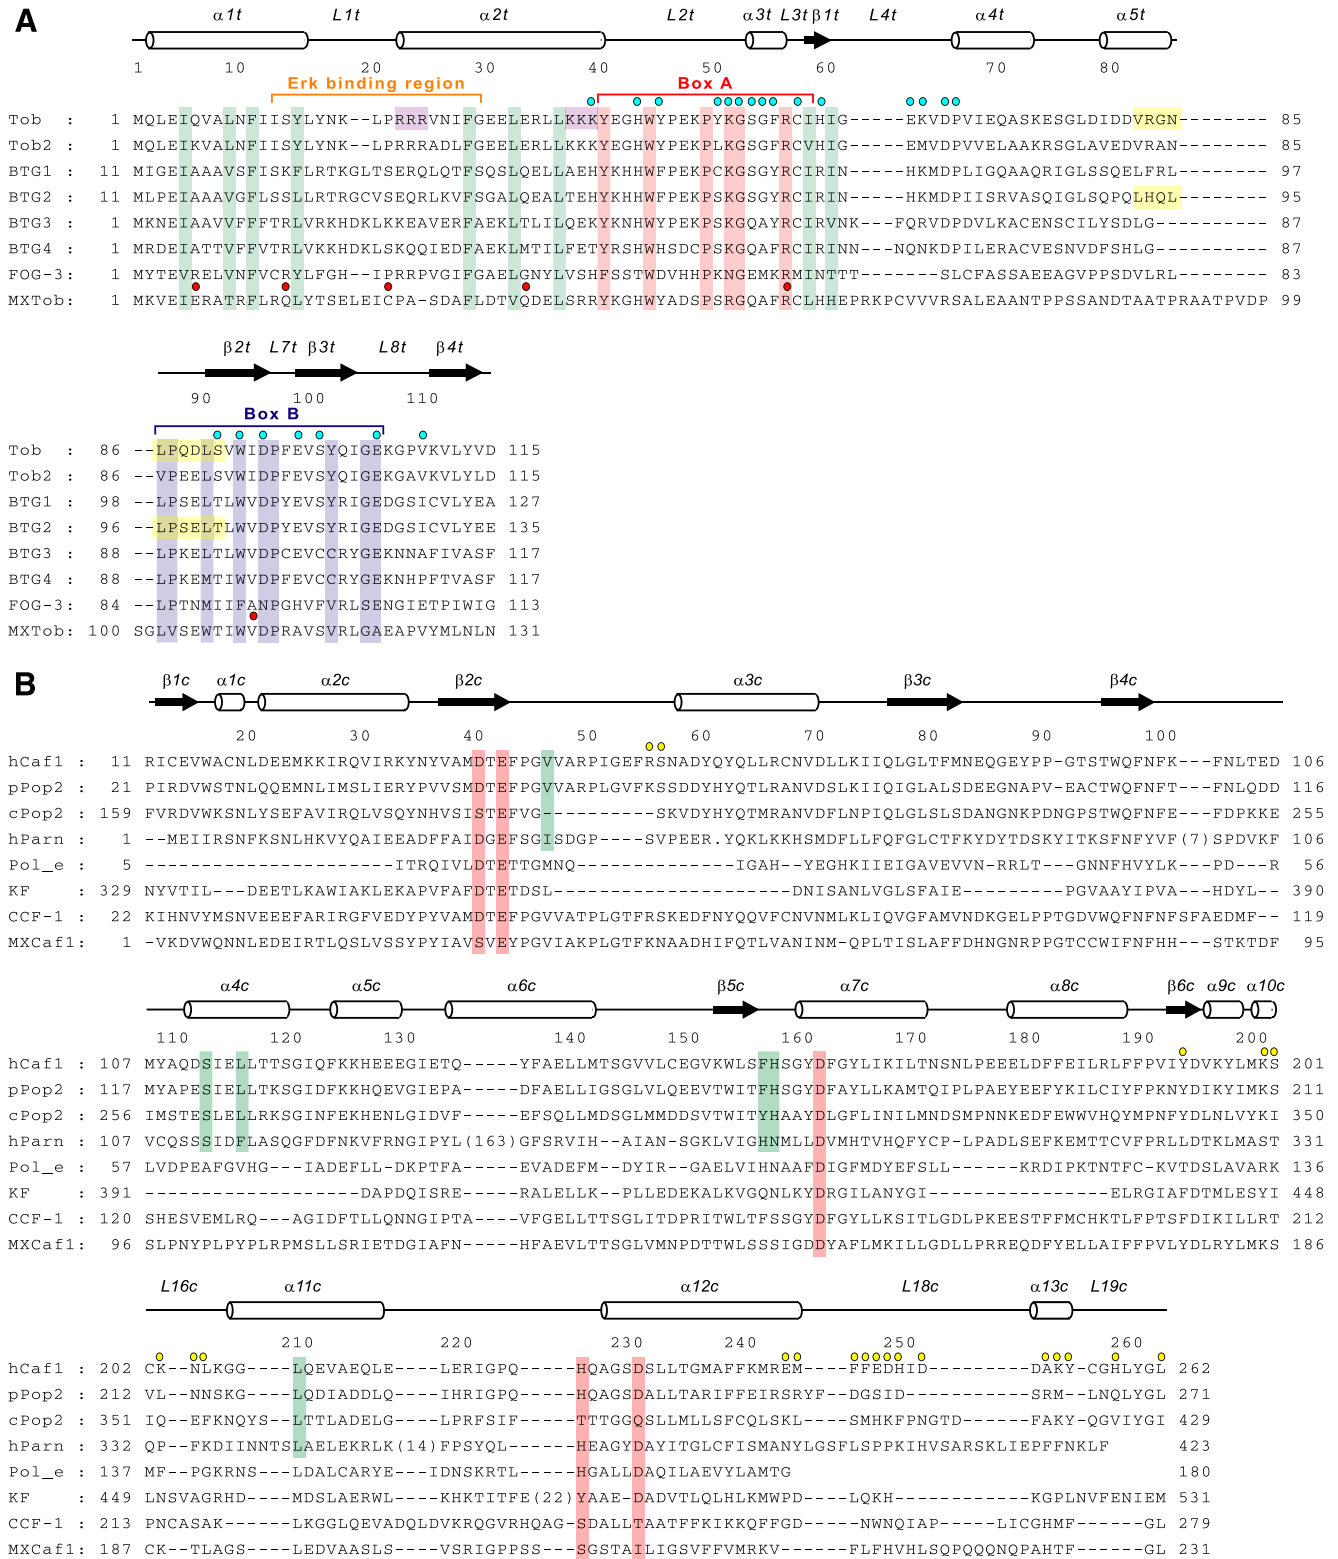 A
α1t L1t α2t L2t α3t L3t β1t L4t α4t α5t
1 10 20 30 40 50 60 70 80
Erk binding region Box A
Tob : 1 MQLEIQVALNFIISYLYNK--LPRRRVNIFGEELERLLKKKYEGHWYPEKPYKGSGFRCIHIG------EKVDPVIEQASKESGLDIDDVRGN-------- 85
Tob2 : 1 MQLEIKVALNFIISYLYNK--LPRRRADLFGEELERLLKKKYEGHWYPEKPLKGSGFRCVHIG------EMVDPVVELAAKRSGLAVEDVRAN-------- 85
BTG1 : 11 MIGEIAAAVSFISKFLRTKGLTSERQLQTFSQSLQELLAEHYKHHWFPEKPCKGSGYRCIRIN------HKMDPLIGQAAQRIGLSSQELFRL-------- 97
BTG2 : 11 MLPEIAAAVGFLSSLLRTRGCVSEQRLKVFSGALQEALTEHYKHHWFPEKPSKGSGYRCIRIN------HKMDPIISRVASQIGLSQPQLHQL-------- 95
BTG3 : 1 MKNEIAAVVFFFTRLVRKHDKLKKEAVERFAEKLTLILQEKYKNHWYPEKPSKGQAYRCIRVNK----FQRVDPDVLKACENSCILYSDLG---------- 87
BTG4 : 1 MRDEIATTVFFVTRLVKKHDKLSKQQIEDFAEKLMTILFETYRSHWHSDCPSKGQAFRCIRINN----NQNKDPILERACVESNVDFSHLG---------- 87
FOG-3: 1 MYTEVRELVNFVCRYLFGH--IPRRPVGIFGAELGNYLVSHFSSTWDVHHPKNGEMKRMINTTT-------SLCFASSAEEAGVPPSDVLRL-------- 83
MXTob: 1 MKVEIERATRFLRQLYTSELEICPA-SDAFLDTVQDELSRRYKGHWYADSPSRGQAFRCLHHEPRKPCVVVRSALEAANTPPSSANDTAATPRAATPVDP 99
β2t L7t β3t L8t β4t
90 100 110
Box B
Tob : 86 --LPQDLSVWIDPFEVSYQIGEKGPVKVLYVD 115
Tob2 : 86 --VPEELSVWIDPFEVSYQIGEKGAVKVLYLD 115
BTG1 : 98 --LPSELTLWVDPYEVSYRIGEDGSICVLYEA 127
BTG2 : 96 --LPSELTLWVDPYEVSYRIGEDGSICVLYEE 135
BTG3 : 88 --LPKELTLWVDPCEVCCRYGEKNNAFIVASF 117
BTG4 : 88 --LPKEMTIWVDPFEVCCRYGEKNHPFTVASF 117
FOG-3: 84 --LPTNMIIFANPGHVFVRLSENGIETPIWIG 113
MXTob: 100 SGLVSEWTIWVDPRAVSVRLGAEAPVYMLNLN 131
B
β1c α1c α2c β2c α3c β3c β4c
20 30 40 50 60 70 80 90 100
hCaf1 : 11 RICEVWACNLDEEMKKIRQVIRKYNYVAMDTEFPGVVARPIGEFRSNADYQYQLLRCNVDLLKIIQLGLTFMNEQGEYPP-GTSTWQFNFK---FNLTED 106
pPop2 : 21 PIRDVWSTNLQQEMNLIMSLIERYPVVSMDTEFPGVVARPLGVFKSSDDYHYQTLRANVDSLKIIQIGLALSDEEGNAPV-EACTWQFNFT---FNLQDD 116
cPop2 : 159 FVRDVWKSNLYSEFAVIRQLVSQYNHVSISTEFVG---------SKVDYHYQTMRANVDFLNPIQLGLSLSDANGNKPDNGPSTWQFNFE---FDPKKE 255
hParn : 1 --MEIIRSNFKSNLHKVYQAIEEADFFAIDGEFSGISDGP----SVPEER.YQKLKKHSMDFLLFQFGLCTFKYDYTDSKYITKSFNFYVF(7)SPDVKF 106
Pol_e : 5 ----------------------ITRQIVLDTETTGMNQ--------------IGAH--YEGHKIIEIGAVEVVN-RRLT---GNNFHVYLK---PD---R 56
KF : 329 NYVTIL---DEETLKAWIAKLEKAPVFAFDTETDSL---------------------DNISANLVGLSFAIE---------PGVAAYIPVA---HDYL-- 390
CCF-1 : 22 KIHNVYMSNVEEEFARIRGFVEDYPYVAMDTEFPGVVATPLGTFRSKEDFNYQQVFCNVNMLKLIQVGFAMVNDKGELPPTGDVWQFNFNFSFAEDMF-- 119
MXCaf1: 1 -VKDVWQNNLEDEIRTLQSLVSSYPYIAVSVEYPGVIAKPLGTFKNAADHIFQTLVANINM-QPLTISLAFFDHNGNRPPGTCCWIFNFHH---STKTDF 95
α4c α5c α6c β5c α7c α8c β6c α9c α10c
110 120 130 140 150 160 170 180 190 200
hCaf1 : 107 MYAQDSIELLTTSGIQFKKHEEEGIETQ-----YFAELLMTSGVVLCEGVKWLSFHSGYDFGYLIKILTNSNLPEEELDFFEILRLFFPVIYDVKYLMKS 201
pPop2 : 117 MYAPESIELLTKSGIDFKKHQEVGIEPA-----DFAELLIGSGLVLQEEVTWITFHSGYDFAYLLKAMTQIPLPAEYEEFYKILCIYFPKNYDIKYIMKS 211
cPop2 : 256 IMSTESLELLRKSGINFEKHENLGIDVF-----EFSQLLMDSGLMMDDSVTWITYHAAYDLGFLINILMNDSMPNNKEDFEWWVHQYMPNFYDLNLVYKI 350
hParn : 107 VCQSSSIDFLASQGFDFNKVFRNGIPYL(163)GFSRVIH--AIAN-SGKLVIGHNMLLDVMHTVHQFYCP-LPADLSEFKEMTTCVFPRLLDTKLMAST 331
Pol_e : 57 LVDPEAFGVHG---IADEFLL-DKPTFA-----EVADEFM--DYIR--GAELVIHNAAFDIGFMDYEFSLL------KRDIPKTNTFC-KVTDSLAVARK 136
KF : 391 -------------------DAPDQISRE-----RALELLK--PLLEDEKALKVGQNLKYDRGILANYGI----------------ELRGIAFDTMLESYI 448
CCF-1 : 120 SHESVEMLRQ---AGIDFTLLQNNGIPTA----VFGELLTTSGLITDPRITWLTFSSGYDFGYLLKSITLGDLPKEESTFFMCHKTLFPTSFDIKILLRT 212
MXCaf1: 96 SLPNYPLPYPLRPMSLLSRIETDGIAFN-----HFAEVLTTSGLVMNPDTTWLSSSIGDDYAFLMKILLGDLLPRREQDFYELLAIFFPVLYDLRYLMKS 186
L16c α11c α12c L18c α13c L19c
210 220 230 240 250 260
hCaf1 : 202 CK--NLKGG----LQEVAEQLE----LERIGPQ-----HQAGSDSLLTGMAFFKMREM----FFEDHID---------DAKY-CGHLYGL 262
pPop2 : 212 VL--NNSKG----LQDIADDLQ----IHRIGPQ-----HQAGSDALLTARIFFEIRSRYF--DGSID-----------SRM--LNQLYGL 271
cPop2 : 351 IQ--EFKNQYS--LTTLADELG----LPRFSIF-----TTTGGQSLLMLLSFCQLSKL----SMHKFPNGTD------FAKY-QGVIYGI 429
hParn : 332 QP--FKDIINNTSLAELEKRLK(14)FPSYQL------HEAGYDAYITGLCFISMANYLGSFLSPPKIHVSARSKLIEPFFNKLF 423
Pol_e : 137 MF--PGKRNS---LDALCARYE----IDNSKRTL----HGALLDAQILAEVYLAMTG 180
KF : 449 LNSVAGRHD----MDSLAERWL----KHKTITFE(22)YAAE-DADVTLQLHLKMWPD----LQKH------------KGPLNVFENIEM 531
CCF-1 : 213 PNCASAK------LKGGLQEVADQLDVKRQGVRHQAG-SDALLTAATFFKIKKQFFGD----NWNQIAP-----LICGHMF-----GL 279
MXCaf1: 187 CK--TLAGS----LEDVAASLS----VSRIGPPSS---SGSTAILIGSVFFVMRKV-----FLFHVHLSQPQQQNQPAHTF-----GL 231